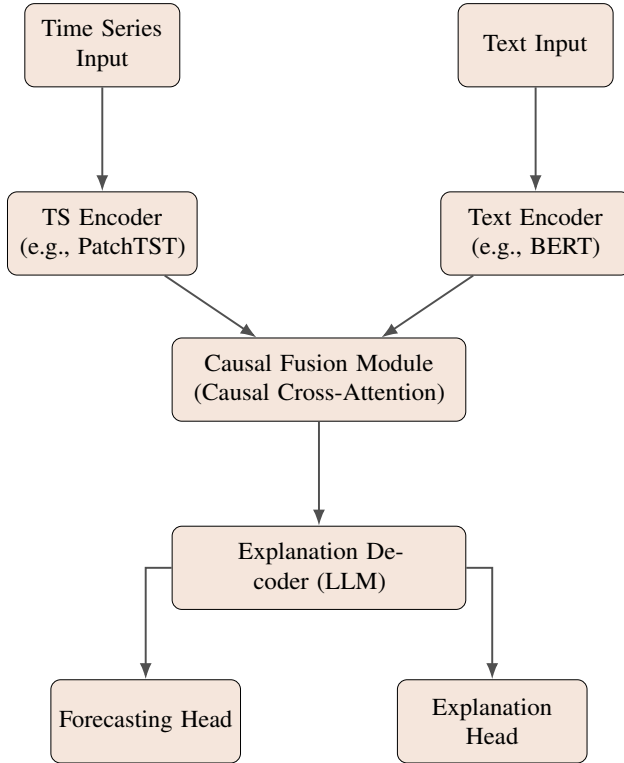 Time Series
Input
Text Input
TS Encoder
(e.g., PatchTST)
Text Encoder
(e.g., BERT)
Causal Fusion Module
(Causal Cross-Attention)
Explanation De-
coder (LLM)
Forecasting Head
Explanation
Head